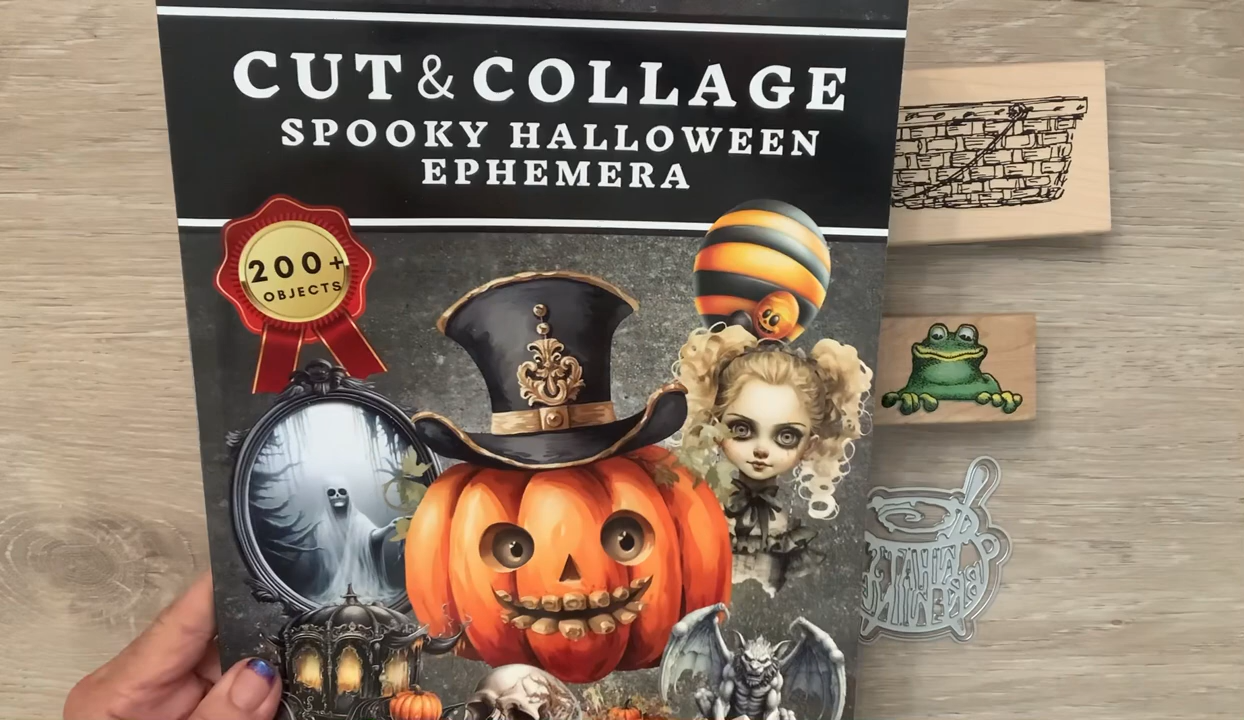 CUT & COLLAGE
SPOOKY HALLOWEEN
EPHEMERA
200+
OBJECTS